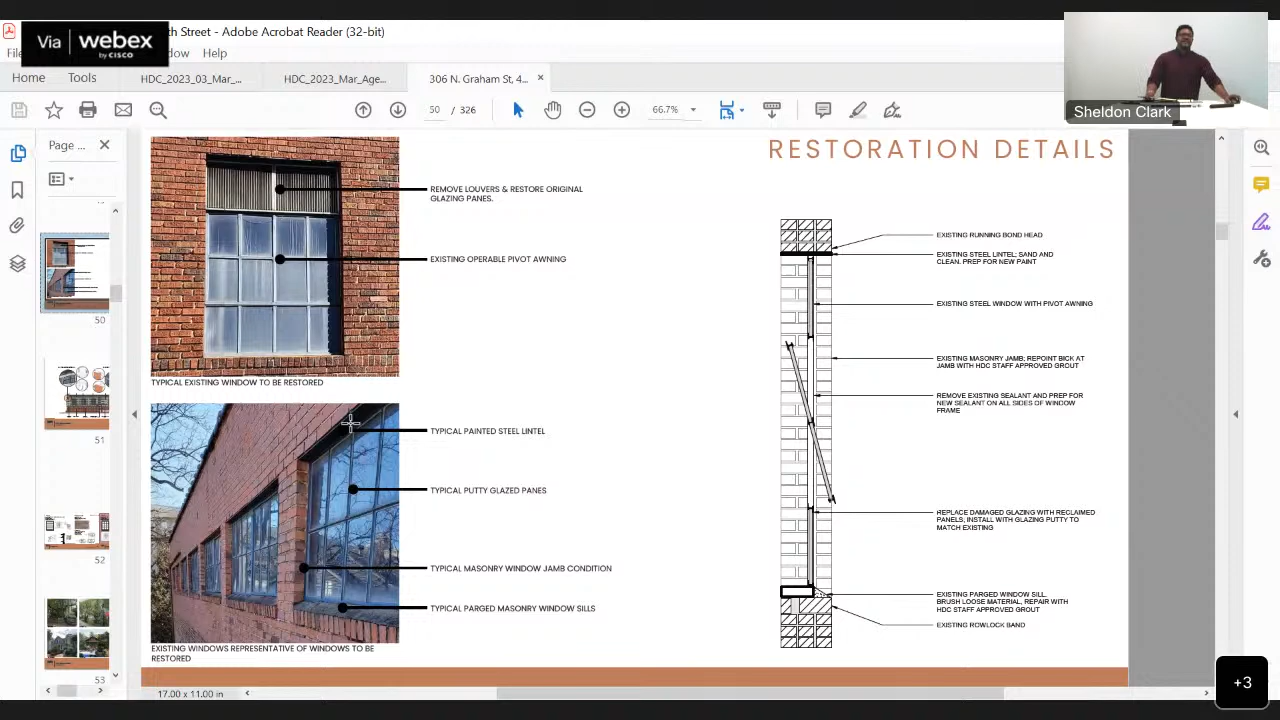 Via webex
by CISCO
th Street - Adobe Acrobat Reader (32-bit)
dow Help
Home Tools HDC_2023_03_Mar_... HDC_2023_Mar_Age... 306 N. Graham St, 4...
50 / 326 66.7%
Sheldon Clark
Page ...
50
51
52
53
RESTORATION DETAILS
REMOVE LOUVERS & RESTORE ORIGINAL
GLAZING PANES.
EXISTING OPERABLE PIVOT AWNING
TYPICAL EXISTING WINDOW TO BE RESTORED
TYPICAL PAINTED STEEL LINTEL
TYPICAL PUTTY GLAZED PANES
TYPICAL MASONRY WINDOW JAMB CONDITION
TYPICAL PARGED MASONRY WINDOW SILLS
EXISTING WINDOWS REPRESENTATIVE OF WINDOWS TO BE
RESTORED
EXISTING RUNNING BOND HEAD
EXISTING STEEL LINTEL; SAND AND
CLEAN. PREP FOR NEW PAINT
EXISTING STEEL WINDOW WITH PIVOT AWNING
EXISTING MASONRY JAMB; REPOINT BICK AT
JAMB WITH HDC STAFF APPROVED GROUT
REMOVE EXISTING SEALANT AND PREP FOR
NEW SEALANT ON ALL SIDES OF WINDOW
FRAME
REPLACE DAMAGED GLAZING WITH RECLAIMED
PANELS; INSTALL WITH GLAZING PUTTY TO
MATCH EXISTING
EXISTING PARGED WINDOW SILL.
BRUSH LOOSE MATERIAL, REPAIR WITH
HDC STAFF APPROVED GROUT
EXISTING ROWLOCK BAND
17.00 x 11.00 in
+3